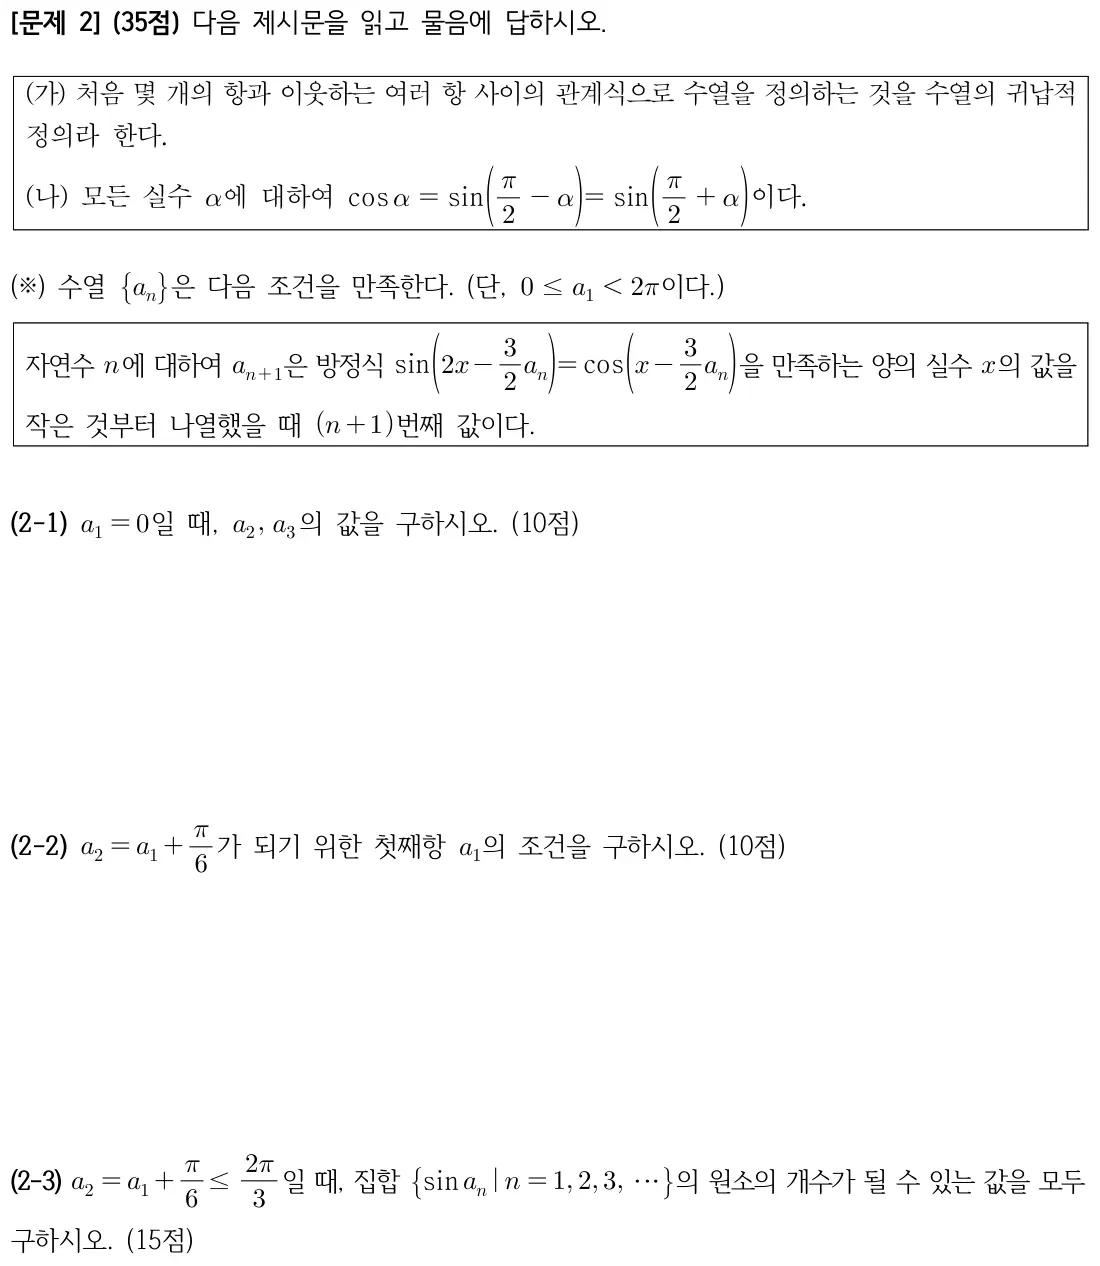 [문제 2] (35점) 다음 제시문을 읽고 물음에 답하시오.
(가) 처음 몇 개의 항과 이웃하는 여러 항 사이의 관계식으로 수열을 정의하는 것을 수열의 귀납적
정의라 한다.
(나) 모든 실수 α에 대하여 cosα = sin(π/2 − α) = sin(π/2 + α)이다.
(※) 수열 {aₙ}은 다음 조건을 만족한다. (단, 0 ≤ a₁ < 2π이다.)
자연수 n에 대하여 aₙ₊₁은 방정식 sin(2x − 3/2 aₙ) = cos(x − 3/2 aₙ)을 만족하는 양의 실수 x의 값을
작은 것부터 나열했을 때 (n+1)번째 값이다.
(2-1) a₁ = 0일 때, a₂, a₃의 값을 구하시오. (10점)
(2-2) a₂ = a₁ + π/6가 되기 위한 첫째항 a₁의 조건을 구하시오. (10점)
(2-3) a₂ = a₁ + π/6 ≤ 2π/3일 때, 집합 {sin aₙ | n = 1, 2, 3, ⋯}의 원소의 개수가 될 수 있는 값을 모두
구하시오. (15점)